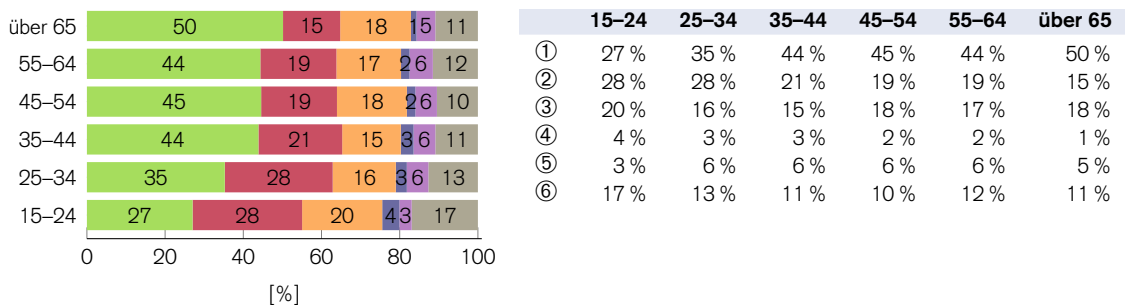 über 65 50 15 18 1 5 11
55–64 44 19 17 2 6 12
45–54 45 19 18 2 6 10
35–44 44 21 15 3 6 11
25–34 35 28 16 3 6 13
15–24 27 28 20 4 3 17
0 20 40 60 80 100
[%]
15–24 25–34 35–44 45–54 55–64 über 65
① 27 % 35 % 44 % 45 % 44 % 50 %
② 28 % 28 % 21 % 19 % 19 % 15 %
③ 20 % 16 % 15 % 18 % 17 % 18 %
④ 4 % 3 % 3 % 2 % 2 % 1 %
⑤ 3 % 6 % 6 % 6 % 6 % 5 %
⑥ 17 % 13 % 11 % 10 % 12 % 11 %